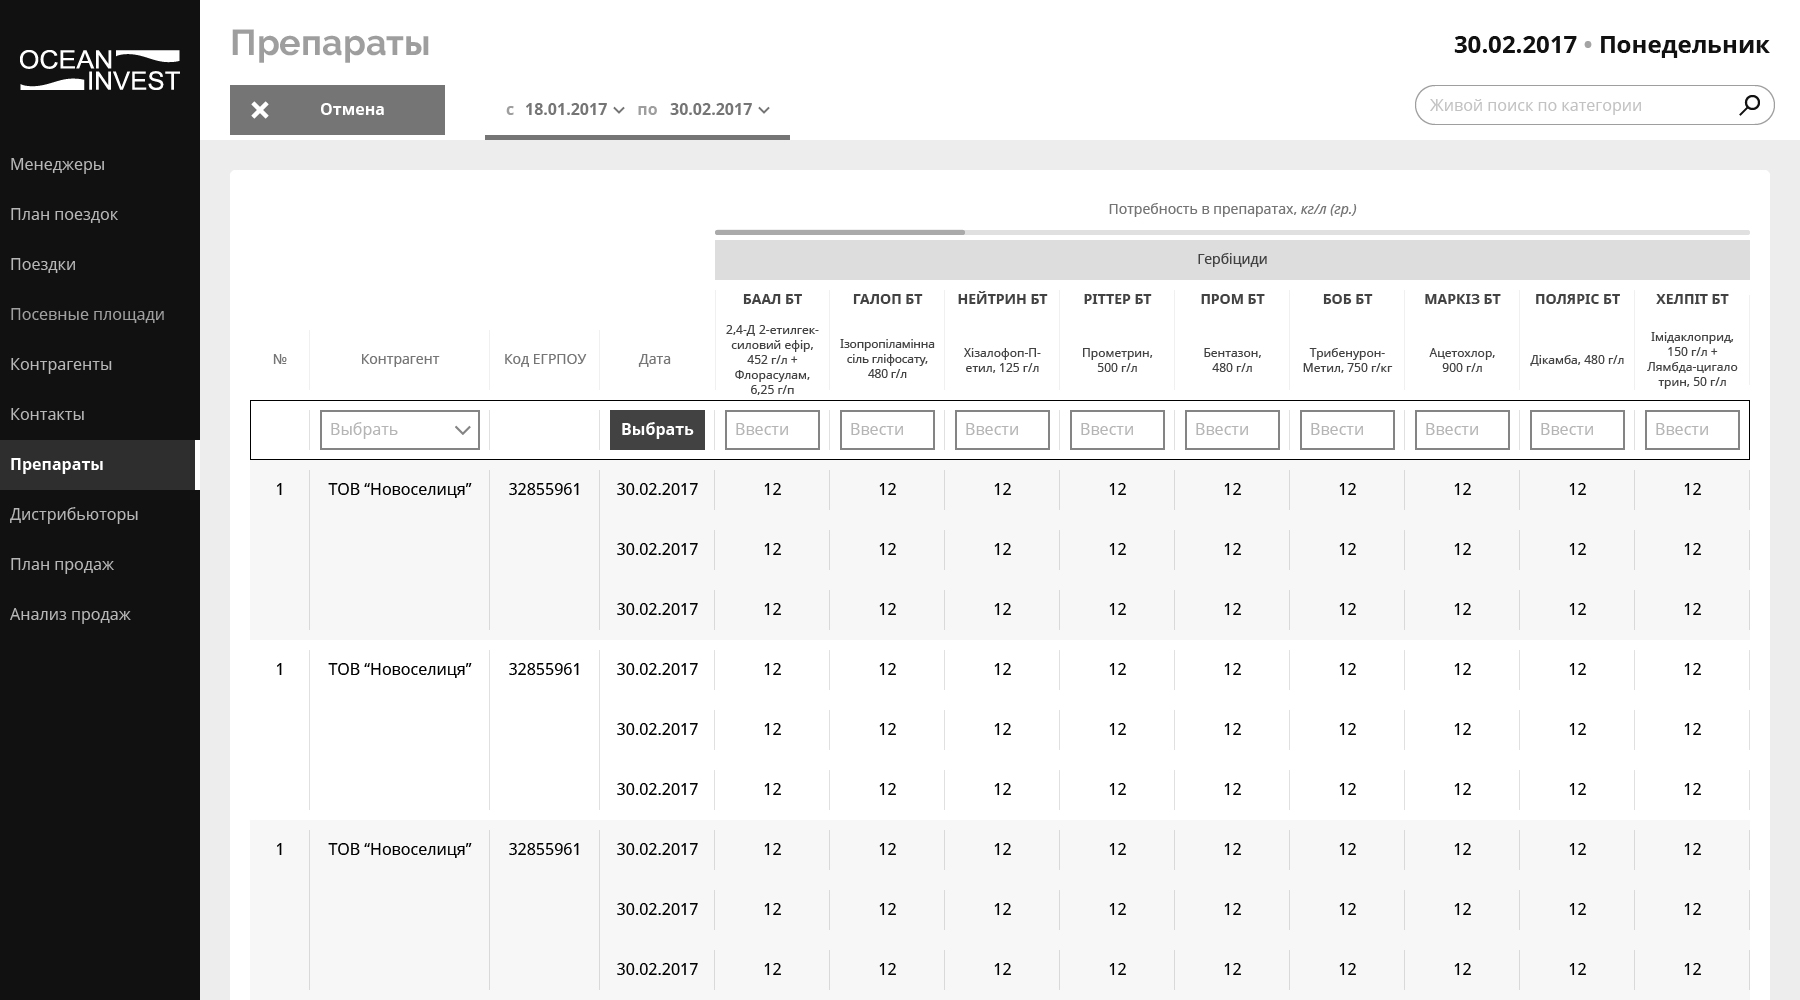 OCEAN
INVEST
Менеджеры
План поездок
Поездки
Посевные площади
Контрагенты
Контакты
Препараты
Дистрибьюторы
План продаж
Анализ продаж
Препараты
30.02.2017 • Понедельник
Отмена
с 18.01.2017 по 30.02.2017
Живой поиск по категории
Потребность в препаратах, кг/л (гр.)
Гербіциди
№
Контрагент
Код ЕГРПОУ
Дата
БААЛ БТ
2,4-Д 2-етилгек-
силовий ефір,
452 г/л +
Флорасулам,
6,25 г/п
ГАЛОП БТ
Ізопропіламінна
сіль гліфосату,
480 г/л
НЕЙТРИН БТ
Хізалофоп-П-
етил, 125 г/л
РІТТЕР БТ
Прометрин,
500 г/л
ПРОМ БТ
Бентазон,
480 г/л
БОБ БТ
Трибенурон-
Метил, 750 г/кг
МАРКІЗ БТ
Ацетохлор,
900 г/л
ПОЛЯРІС БТ
Дікамба, 480 г/л
ХЕЛПІТ БТ
Імідаклоприд,
150 г/л +
Лямбда-цигало
трин, 50 г/л
Выбрать Выбрать Ввести Ввести Ввести Ввести Ввести Ввести Ввести Ввести Ввести
1 ТОВ “Новоселиця” 32855961 30.02.2017 12 12 12 12 12 12 12 12 12
30.02.2017 12 12 12 12 12 12 12 12 12
30.02.2017 12 12 12 12 12 12 12 12 12
1 ТОВ “Новоселиця” 32855961 30.02.2017 12 12 12 12 12 12 12 12 12
30.02.2017 12 12 12 12 12 12 12 12 12
30.02.2017 12 12 12 12 12 12 12 12 12
1 ТОВ “Новоселиця” 32855961 30.02.2017 12 12 12 12 12 12 12 12 12
30.02.2017 12 12 12 12 12 12 12 12 12
30.02.2017 12 12 12 12 12 12 12 12 12